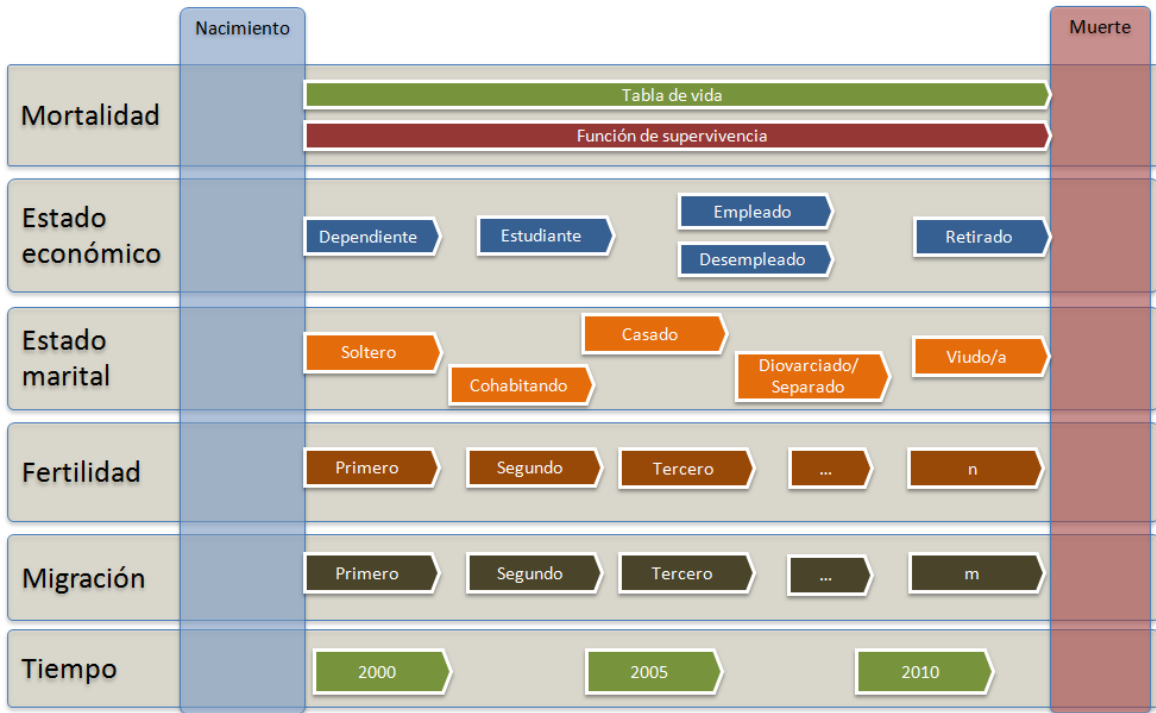 Nacimiento
Muerte
Mortalidad
Tabla de vida
Función de supervivencia
Estado
económico
Dependiente
Estudiante
Empleado
Desempleado
Retirado
Estado
marital
Soltero
Cohabitando
Casado
Diovarciado/
Separado
Viudo/a
Fertilidad
Primero
Segundo
Tercero
...
n
Migración
Primero
Segundo
Tercero
...
m
Tiempo
2000
2005
2010